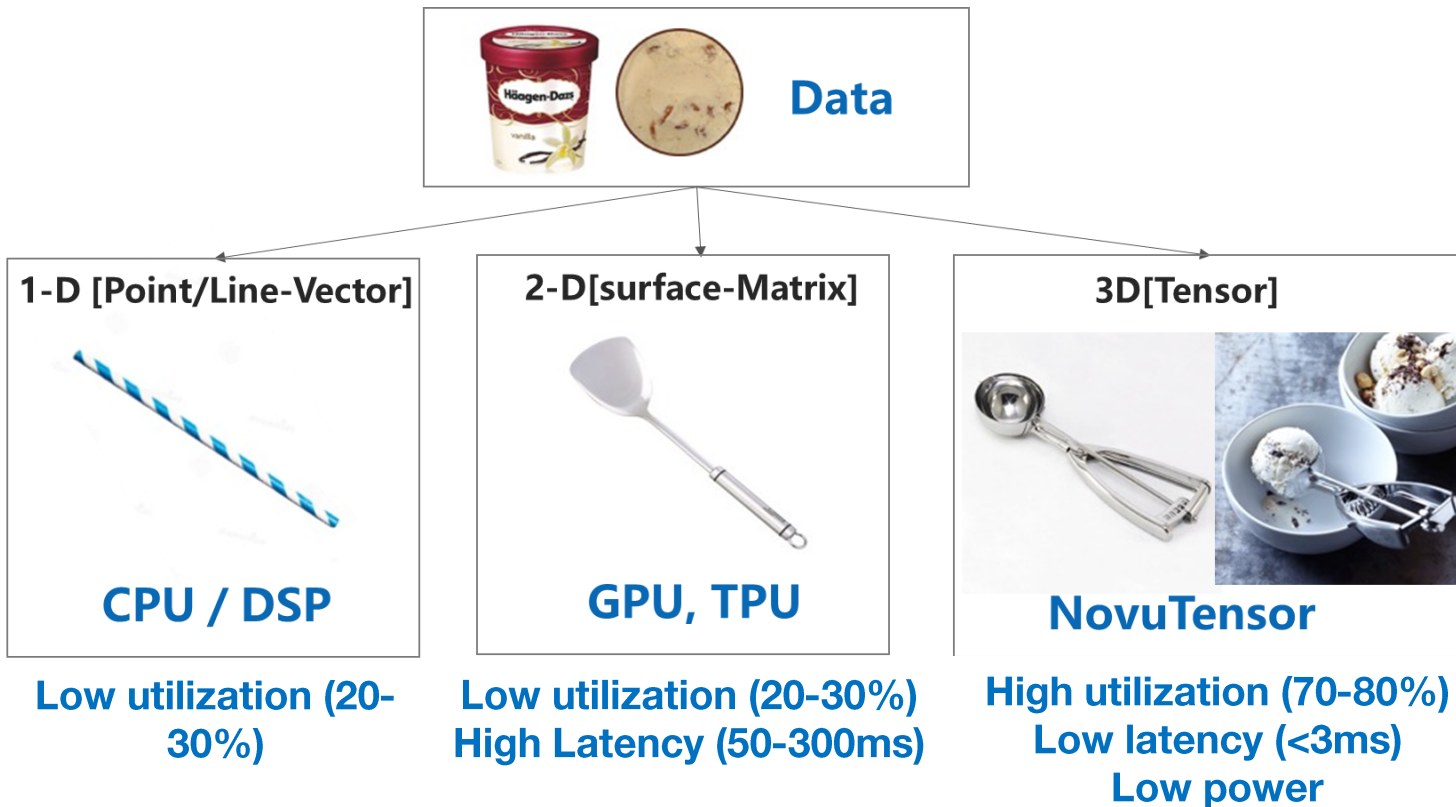 Häagen-Dazs
vanilla
Data
1-D [Point/Line-Vector]
2-D[surface-Matrix]
3D[Tensor]
CPU / DSP
GPU, TPU
NovuTensor
Low utilization (20-
30%)
Low utilization (20-30%)
High Latency (50-300ms)
High utilization (70-80%)
Low latency (<3ms)
Low power